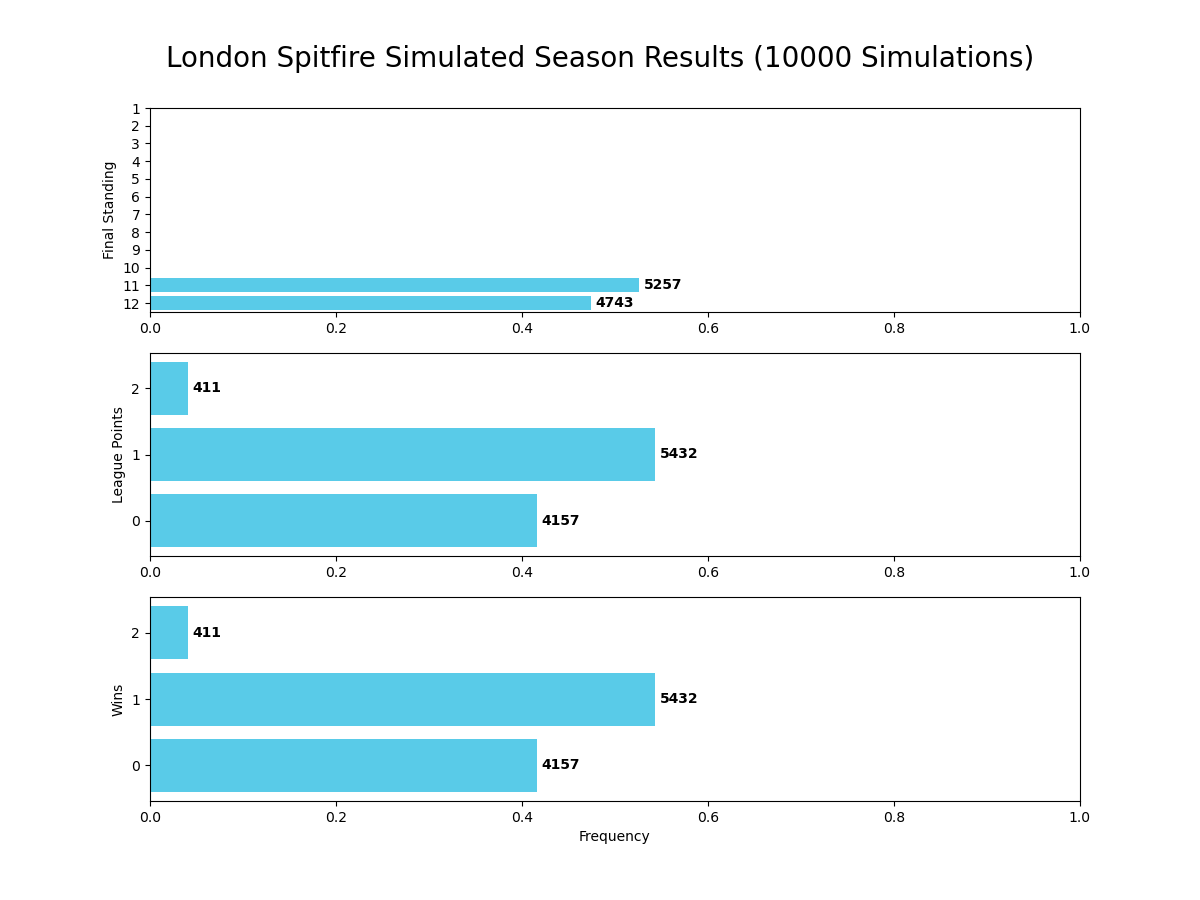 London Spitfire Simulated Season Results (10000 Simulations)
Final Standing
1
2
3
4
5
6
7
8
9
10
11 5257
12 4743
0.0 0.2 0.4 0.6 0.8 1.0
League Points
2 411
1 5432
0 4157
0.0 0.2 0.4 0.6 0.8 1.0
Wins
2 411
1 5432
0 4157
0.0 0.2 0.4 0.6 0.8 1.0
Frequency